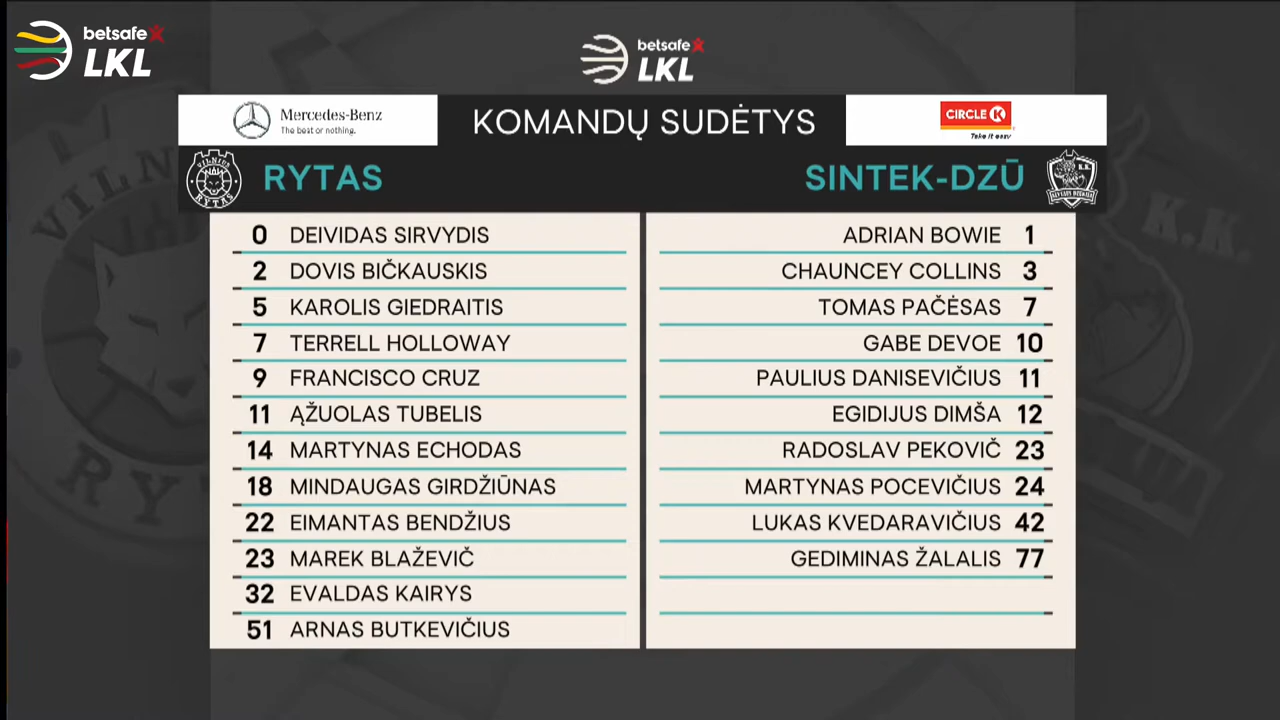 betsafe
LKL
betsafe
LKL
Mercedes-Benz
The best or nothing.
KOMANDŲ SUDĖTYS
CIRCLE K
Take it easy
VILNIUS
RYTAS
RYTAS
SINTEK-DZŪ
0 DEIVIDAS SIRVYDIS
2 DOVIS BIČKAUSKIS
5 KAROLIS GIEDRAITIS
7 TERRELL HOLLOWAY
9 FRANCISCO CRUZ
11 ĄŽUOLAS TUBELIS
14 MARTYNAS ECHODAS
18 MINDAUGAS GIRDŽIŪNAS
22 EIMANTAS BENDŽIUS
23 MAREK BLAŽEVIČ
32 EVALDAS KAIRYS
51 ARNAS BUTKEVIČIUS
ADRIAN BOWIE 1
CHAUNCEY COLLINS 3
TOMAS PAČĖSAS 7
GABE DEVOE 10
PAULIUS DANISEVIČIUS 11
EGIDIJUS DIMŠA 12
RADOSLAV PEKOVIČ 23
MARTYNAS POCEVIČIUS 24
LUKAS KVEDARAVIČIUS 42
GEDIMINAS ŽALALIS 77
K.K.